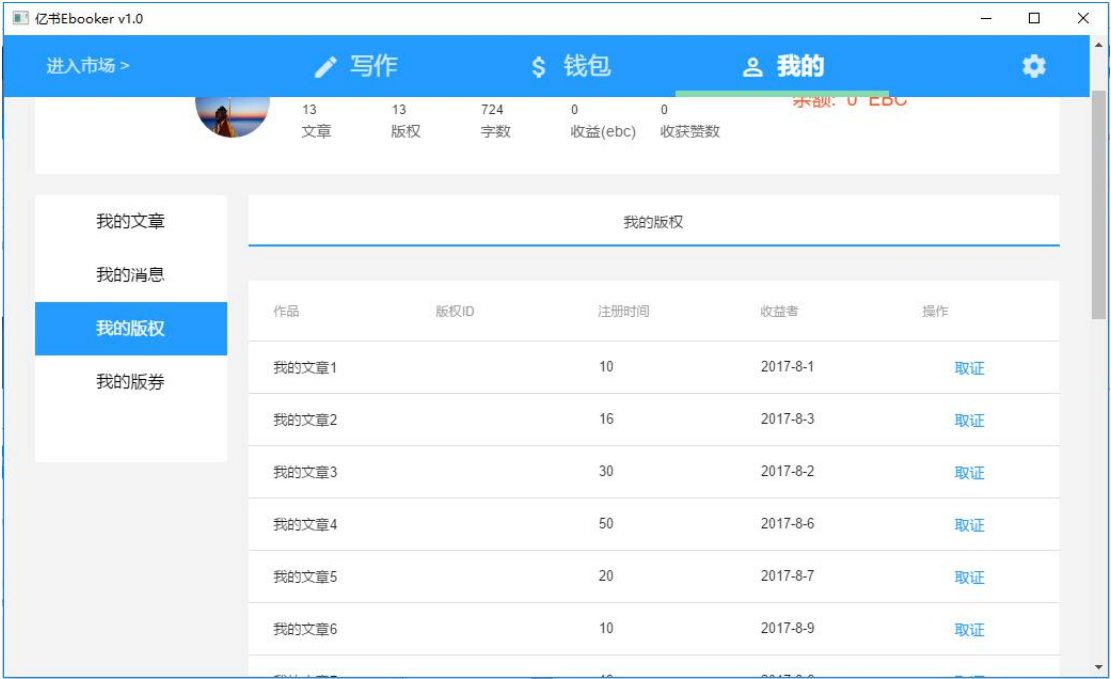 亿书Ebooker v1.0
进入市场 > 写作 $ 钱包 我的
余额: 0 EBC
13 13 724 0 0
文章 版权 字数 收益(ebc) 收获赞数
我的文章
我的消息
我的版权
我的版券
我的版权
作品 版权ID 注册时间 收益者 操作
我的文章1 10 2017-8-1 取证
我的文章2 16 2017-8-3 取证
我的文章3 30 2017-8-2 取证
我的文章4 50 2017-8-6 取证
我的文章5 20 2017-8-7 取证
我的文章6 10 2017-8-9 取证